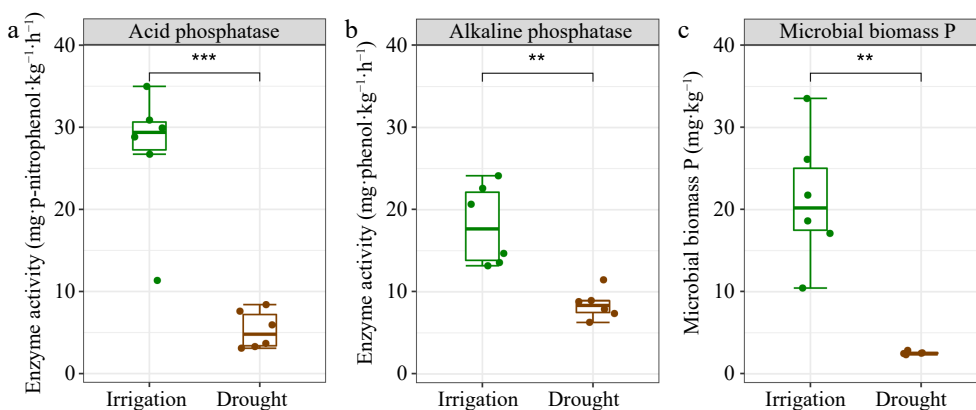 a
Acid phosphatase
Enzyme activity (mg·p-nitrophenol·kg⁻¹·h⁻¹)
40
30
20
10
0
***
Irrigation Drought
b
Alkaline phosphatase
Enzyme activity (mg·phenol·kg⁻¹·h⁻¹)
40
30
20
10
0
**
Irrigation Drought
c
Microbial biomass P
Microbial biomass P (mg·kg⁻¹)
40
30
20
10
0
**
Irrigation Drought